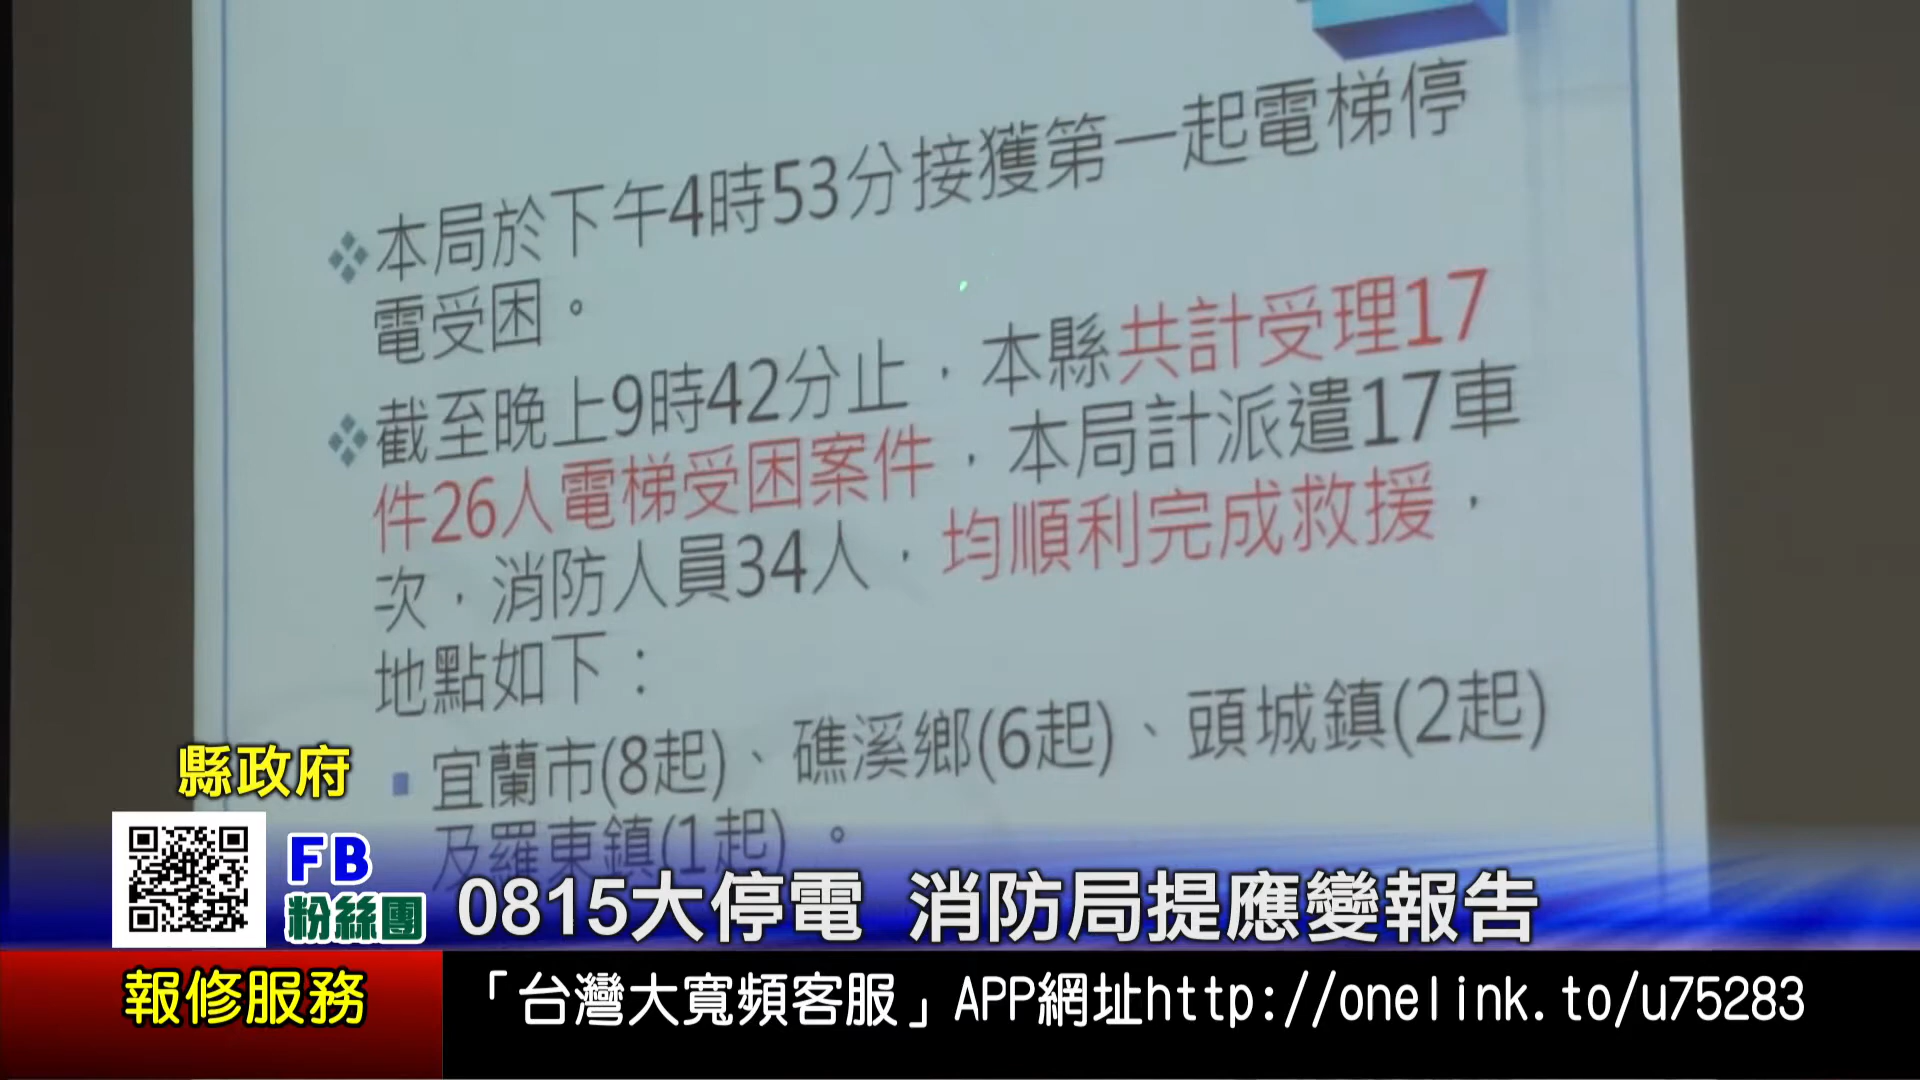 ❖本局於下午4時53分接獲第一起電梯停
電受困。
❖截至晚上9時42分止，本縣共計受理17
件26人電梯受困案件，本局計派遣17車
次，消防人員34人，均順利完成救援，
地點如下：
▪宜蘭市(8起)、礁溪鄉(6起)、頭城鎮(2起)
及羅東鎮(1起)。
縣政府
FB
粉絲團
0815大停電 消防局提應變報告
報修服務
「台灣大寬頻客服」APP網址http://onelink.to/u75283